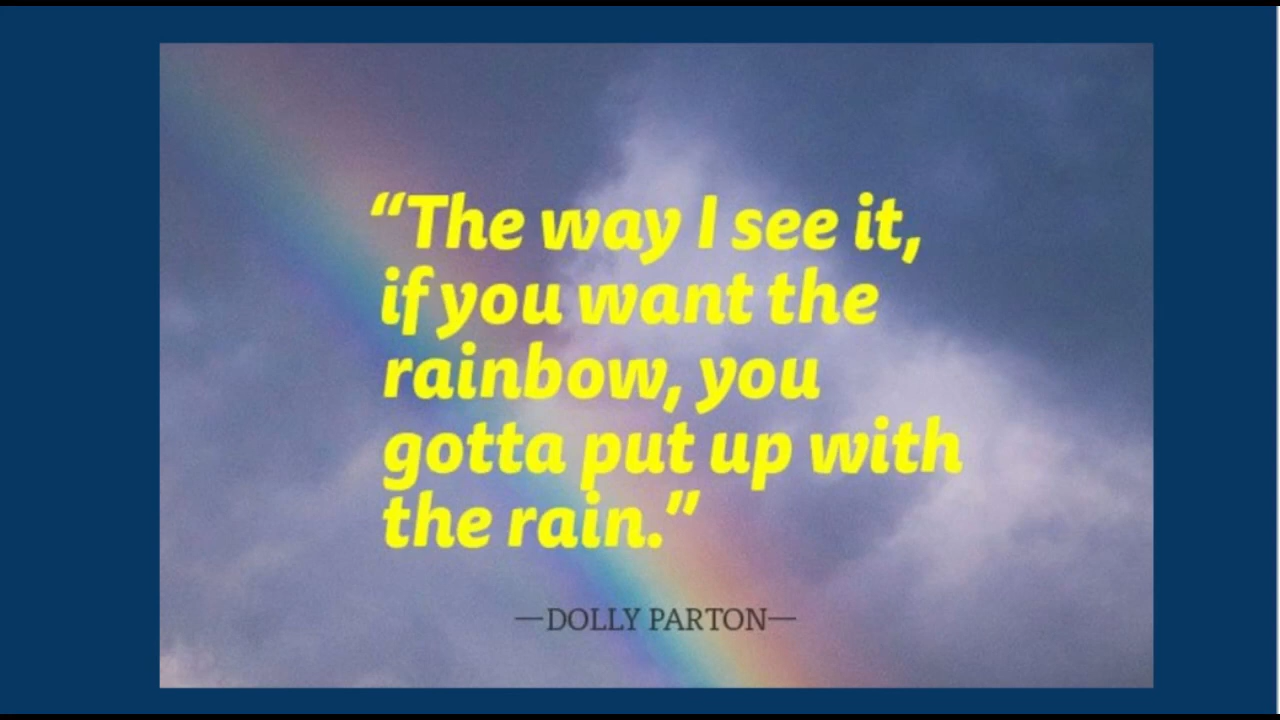 “The way I see it,
if you want the
rainbow, you
gotta put up with
the rain.”
—DOLLY PARTON—